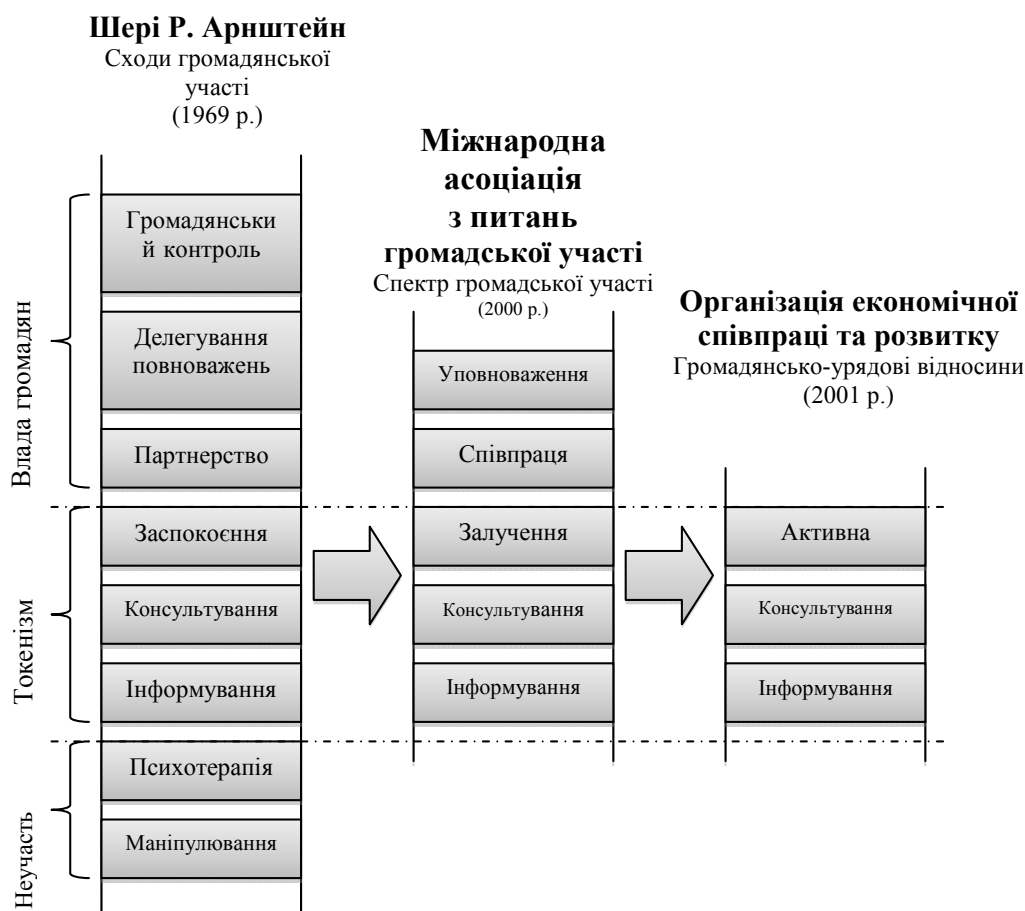 Шері Р. Арнштейн
Сходи громадянської
участі
(1969 р.)
Влада громадян
Громадянськи
й контроль
Делегування
повноважень
Партнерство
Токенізм
Заспокоєння
Консультування
Інформування
Неучасть
Психотерапія
Маніпулювання
Міжнародна
асоціація
з питань
громадської участі
Спектр громадської участі
(2000 р.)
Уповноваження
Співпраця
Залучення
Консультування
Інформування
Організація економічної
співпраці та розвитку
Громадянсько-урядові відносини
(2001 р.)
Активна
Консультування
Інформування